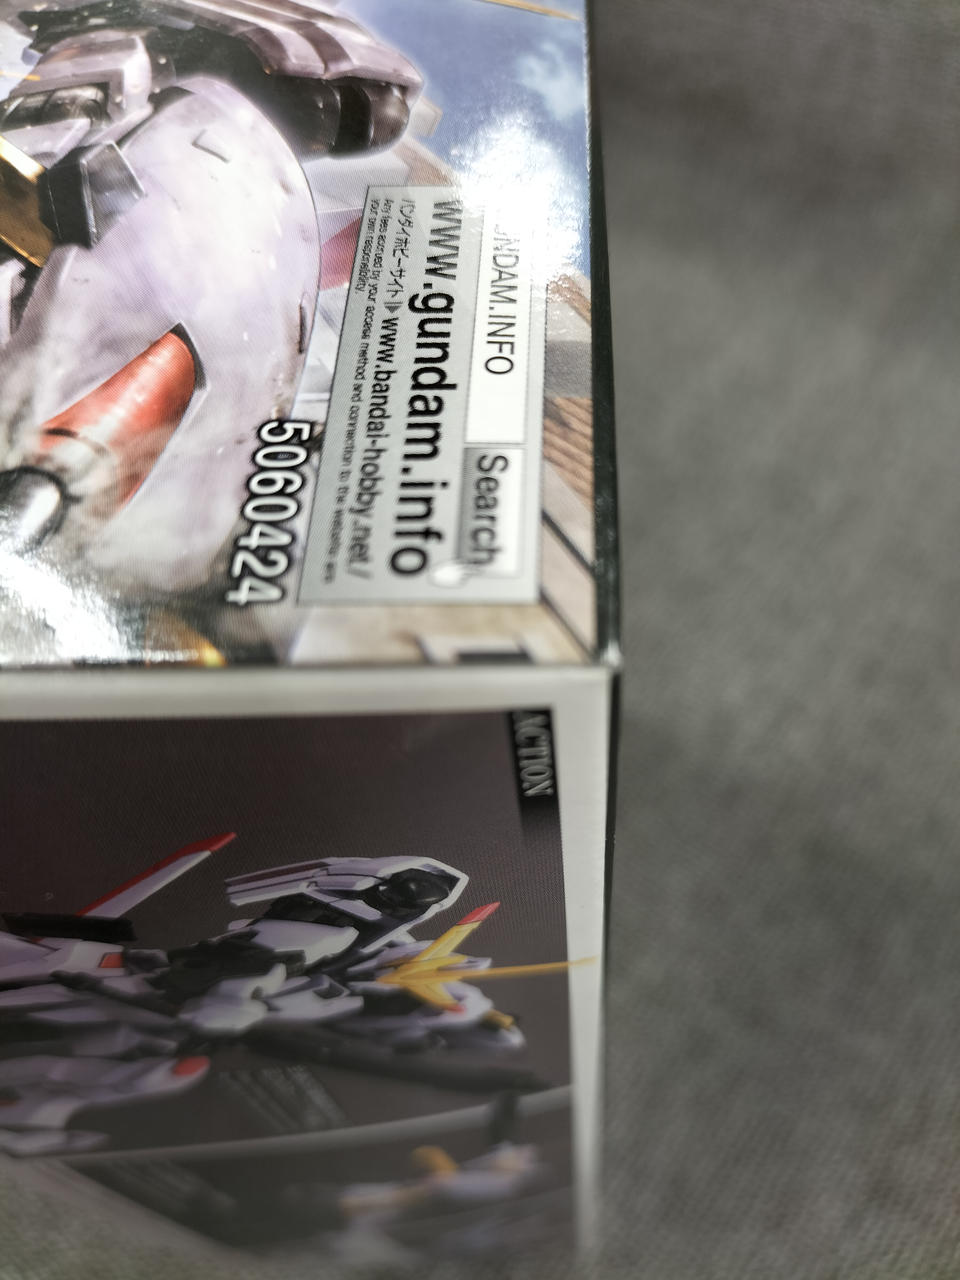 UNDAM.INFO Search
www.gundam.info
バンダイホビーサイト www.bandai-hobby.net/
Any fees accrued by your access method and connection to the website are
your own responsibility.
5060424
ACTION